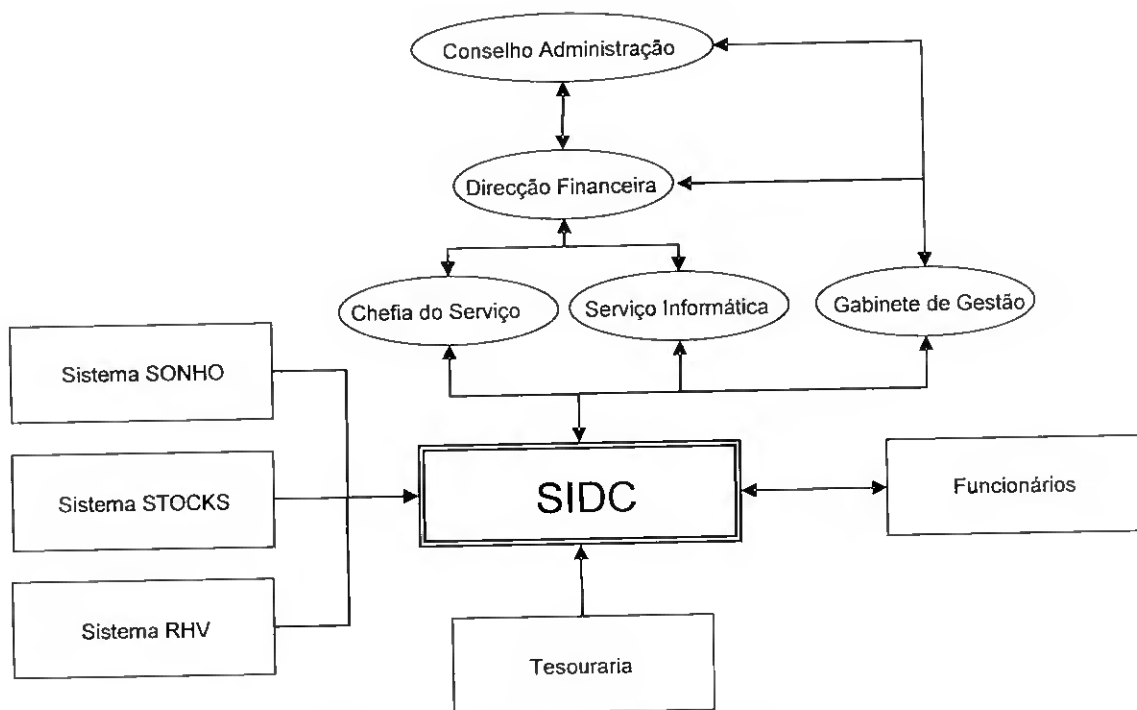 Conselho Administração
Direcção Financeira
Chefia do Serviço
Serviço Informática
Gabinete de Gestão
Sistema SONHO
Sistema STOCKS
SIDC
Funcionários
Sistema RHV
Tesouraria